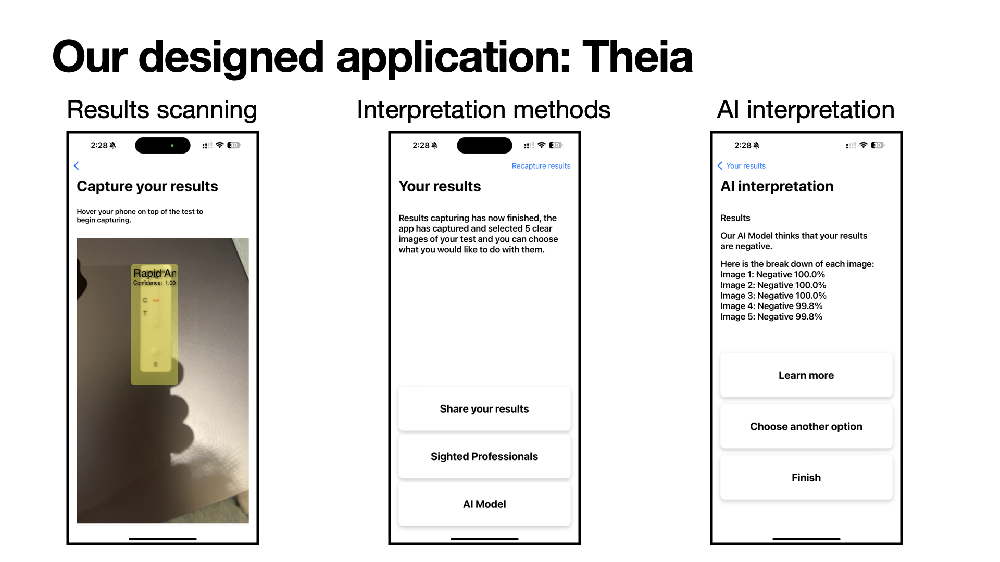 Our designed application: Theia
Results scanning
2:28
30
Capture your results
Hover your phone on top of the test to
begin capturing.
Rapid An
Confidence: 1.00
C
T
S
Interpretation methods
2:28
30
Recapture results
Your results
Results capturing has now finished, the
app has captured and selected 5 clear
images of your test and you can choose
what you would like to do with them.
Share your results
Sighted Professionals
AI Model
AI interpretation
2:28
30
Your results
AI interpretation
Results
Our AI Model thinks that your results
are negative.
Here is the break down of each image:
Image 1: Negative 100.0%
Image 2: Negative 100.0%
Image 3: Negative 100.0%
Image 4: Negative 99.8%
Image 5: Negative 99.8%
Learn more
Choose another option
Finish